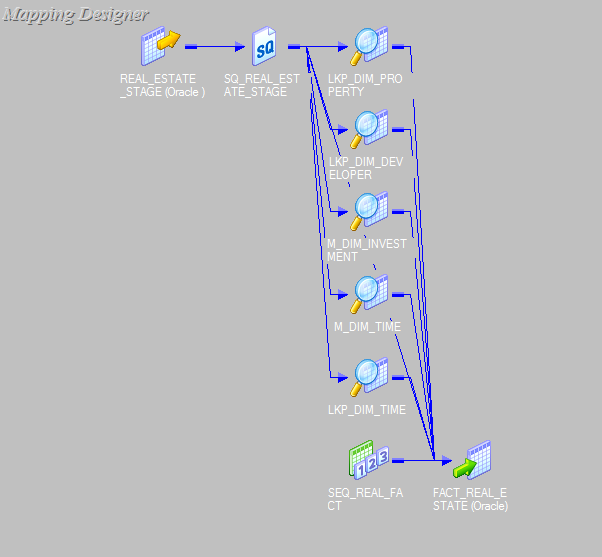 Mapping Designer
REAL_ESTATE
_STAGE (Oracle )
SQ_REAL_EST
ATE_STAGE
LKP_DIM_PRO
PERTY
LKP_DIM_DEV
ELOPER
M_DIM_INVEST
MENT
M_DIM_TIME
LKP_DIM_TIME
SEQ_REAL_FA
CT
FACT_REAL_E
STATE (Oracle)
SQ
123